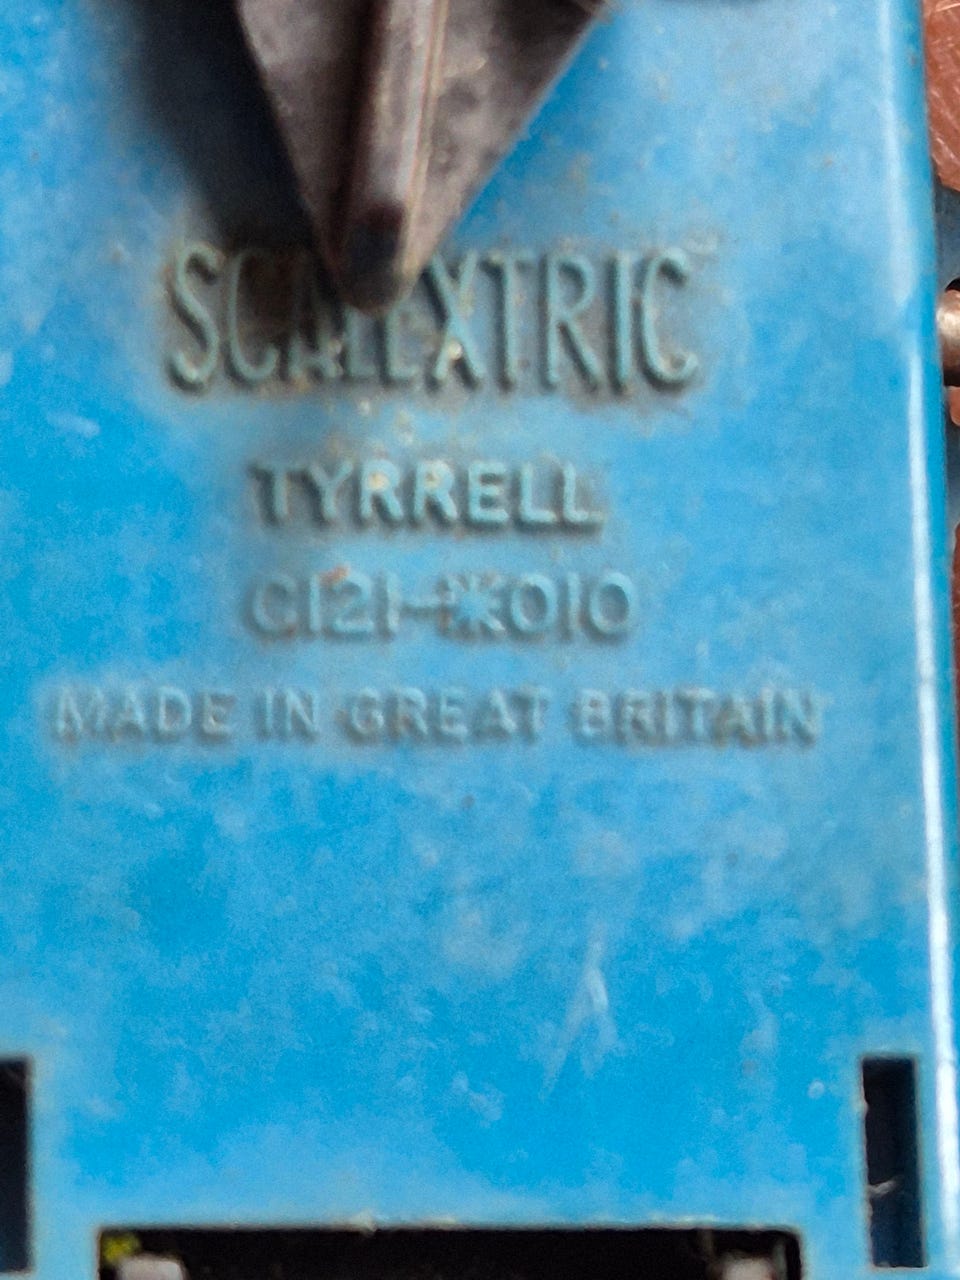 SCALEXTRIC
TYRRELL
C121-*010
MADE IN GREAT BRITAIN